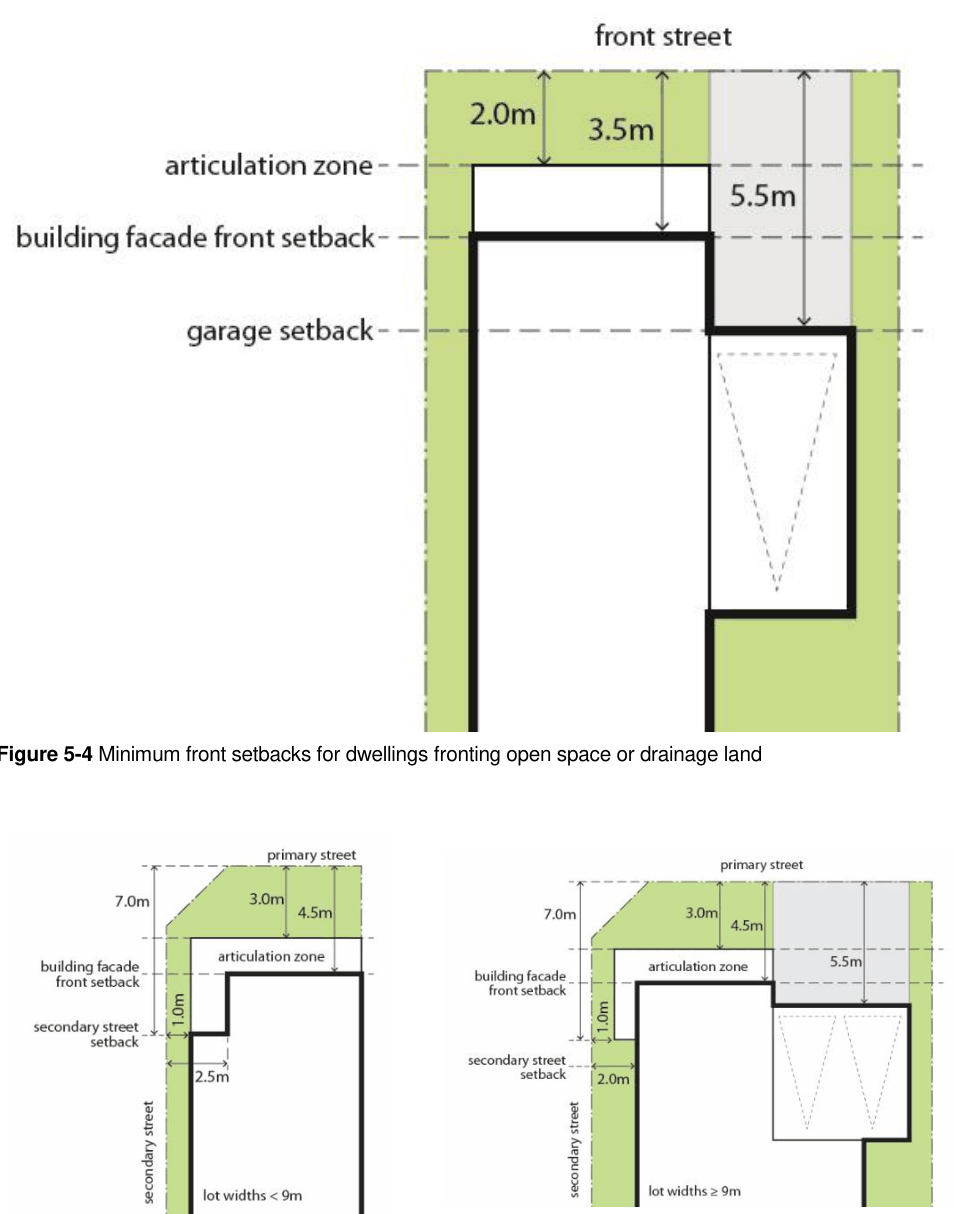 front street
2.0m
3.5m
articulation zone
5.5m
building facade front setback
garage setback
Figure 5-4 Minimum front setbacks for dwellings fronting open space or drainage land
primary street
7.0m
3.0m
4.5m
articulation zone
building facade
front setback
1.0m
secondary street
setback
2.5m
secondary street
lot widths < 9m
primary street
7.0m
3.0m
4.5m
5.5m
articulation zone
building facade
front setback
1.0m
secondary street
setback
2.0m
secondary street
lot widths ≥ 9m